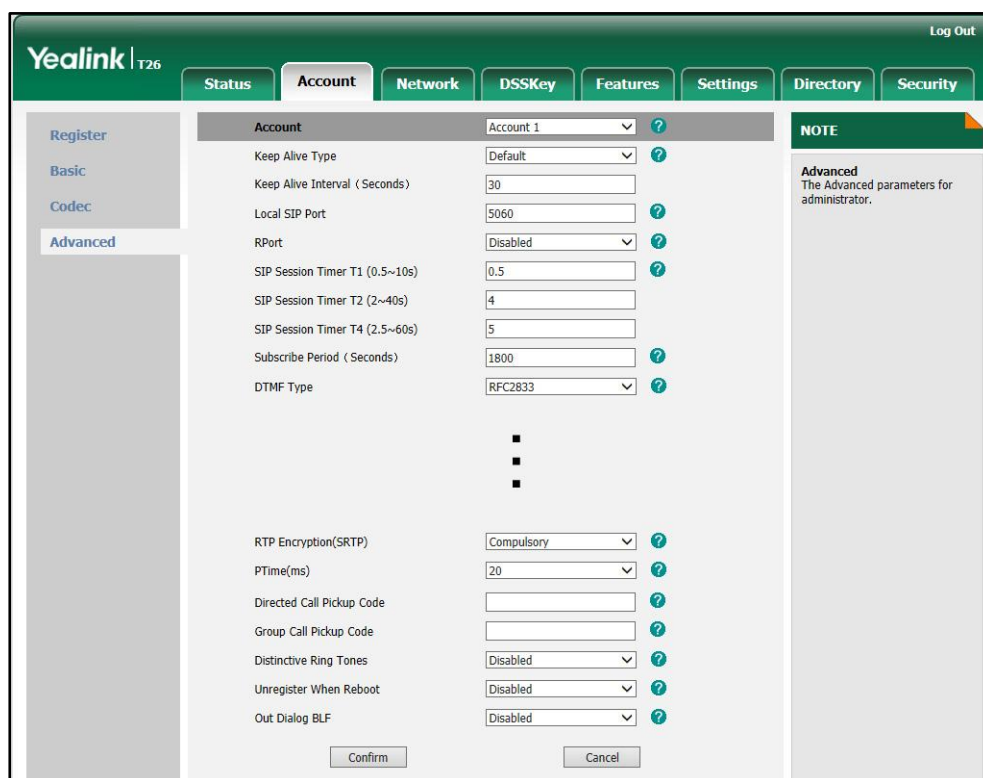 Log Out
Yealink T26
Status Account Network DSSKey Features Settings Directory Security
Register
Basic
Codec
Advanced
Account Account 1 ?
Keep Alive Type Default ?
Keep Alive Interval (Seconds) 30
Local SIP Port 5060 ?
RPort Disabled ?
SIP Session Timer T1 (0.5~10s) 0.5 ?
SIP Session Timer T2 (2~40s) 4
SIP Session Timer T4 (2.5~60s) 5
Subscribe Period (Seconds) 1800 ?
DTMF Type RFC2833 ?
RTP Encryption(SRTP) Compulsory ?
PTime(ms) 20 ?
Directed Call Pickup Code ?
Group Call Pickup Code ?
Distinctive Ring Tones Disabled ?
Unregister When Reboot Disabled ?
Out Dialog BLF Disabled ?
Confirm Cancel
NOTE
Advanced
The Advanced parameters for
administrator.